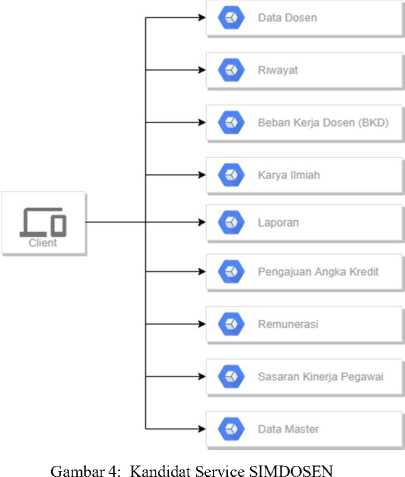 Data Dosen
Riwayat
Beban Kerja Dosen (BKD)
Karya Ilmiah
Client
Laporan
Pengajuan Angka Kredit
Remunerasi
Sasaran Kinerja Pegawai
Data Master
Gambar 4: Kandidat Service SIMDOSEN